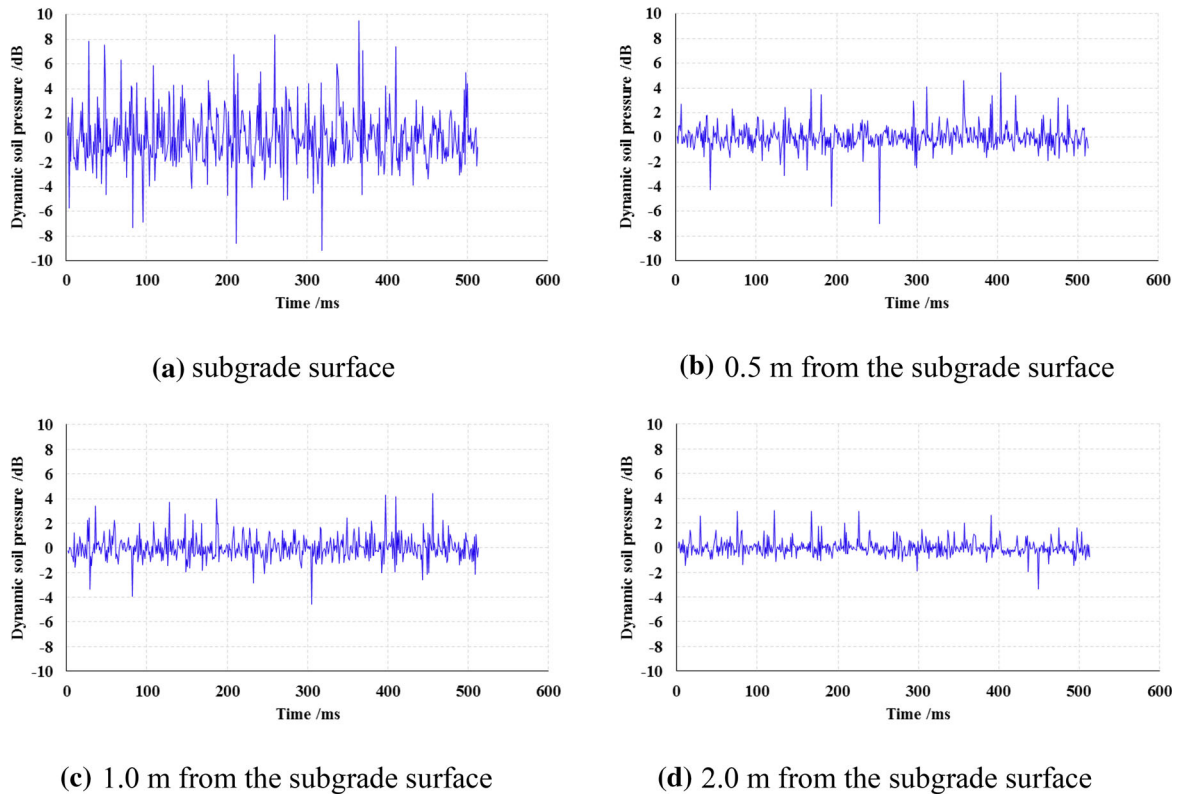 10
8
6
4
2
0
-2
-4
-6
-8
-10
Dynamic soil pressure /dB
0 100 200 300 400 500 600
Time /ms
(a) subgrade surface
10
8
6
4
2
0
-2
-4
-6
-8
-10
Dynamic soil pressure /dB
0 100 200 300 400 500 600
Time /ms
(b) 0.5 m from the subgrade surface
10
8
6
4
2
0
-2
-4
-6
-8
-10
Dynamic soil pressure /dB
0 100 200 300 400 500 600
Time /ms
(c) 1.0 m from the subgrade surface
10
8
6
4
2
0
-2
-4
-6
-8
-10
Dynamic soil pressure /dB
0 100 200 300 400 500 600
Time /ms
(d) 2.0 m from the subgrade surface